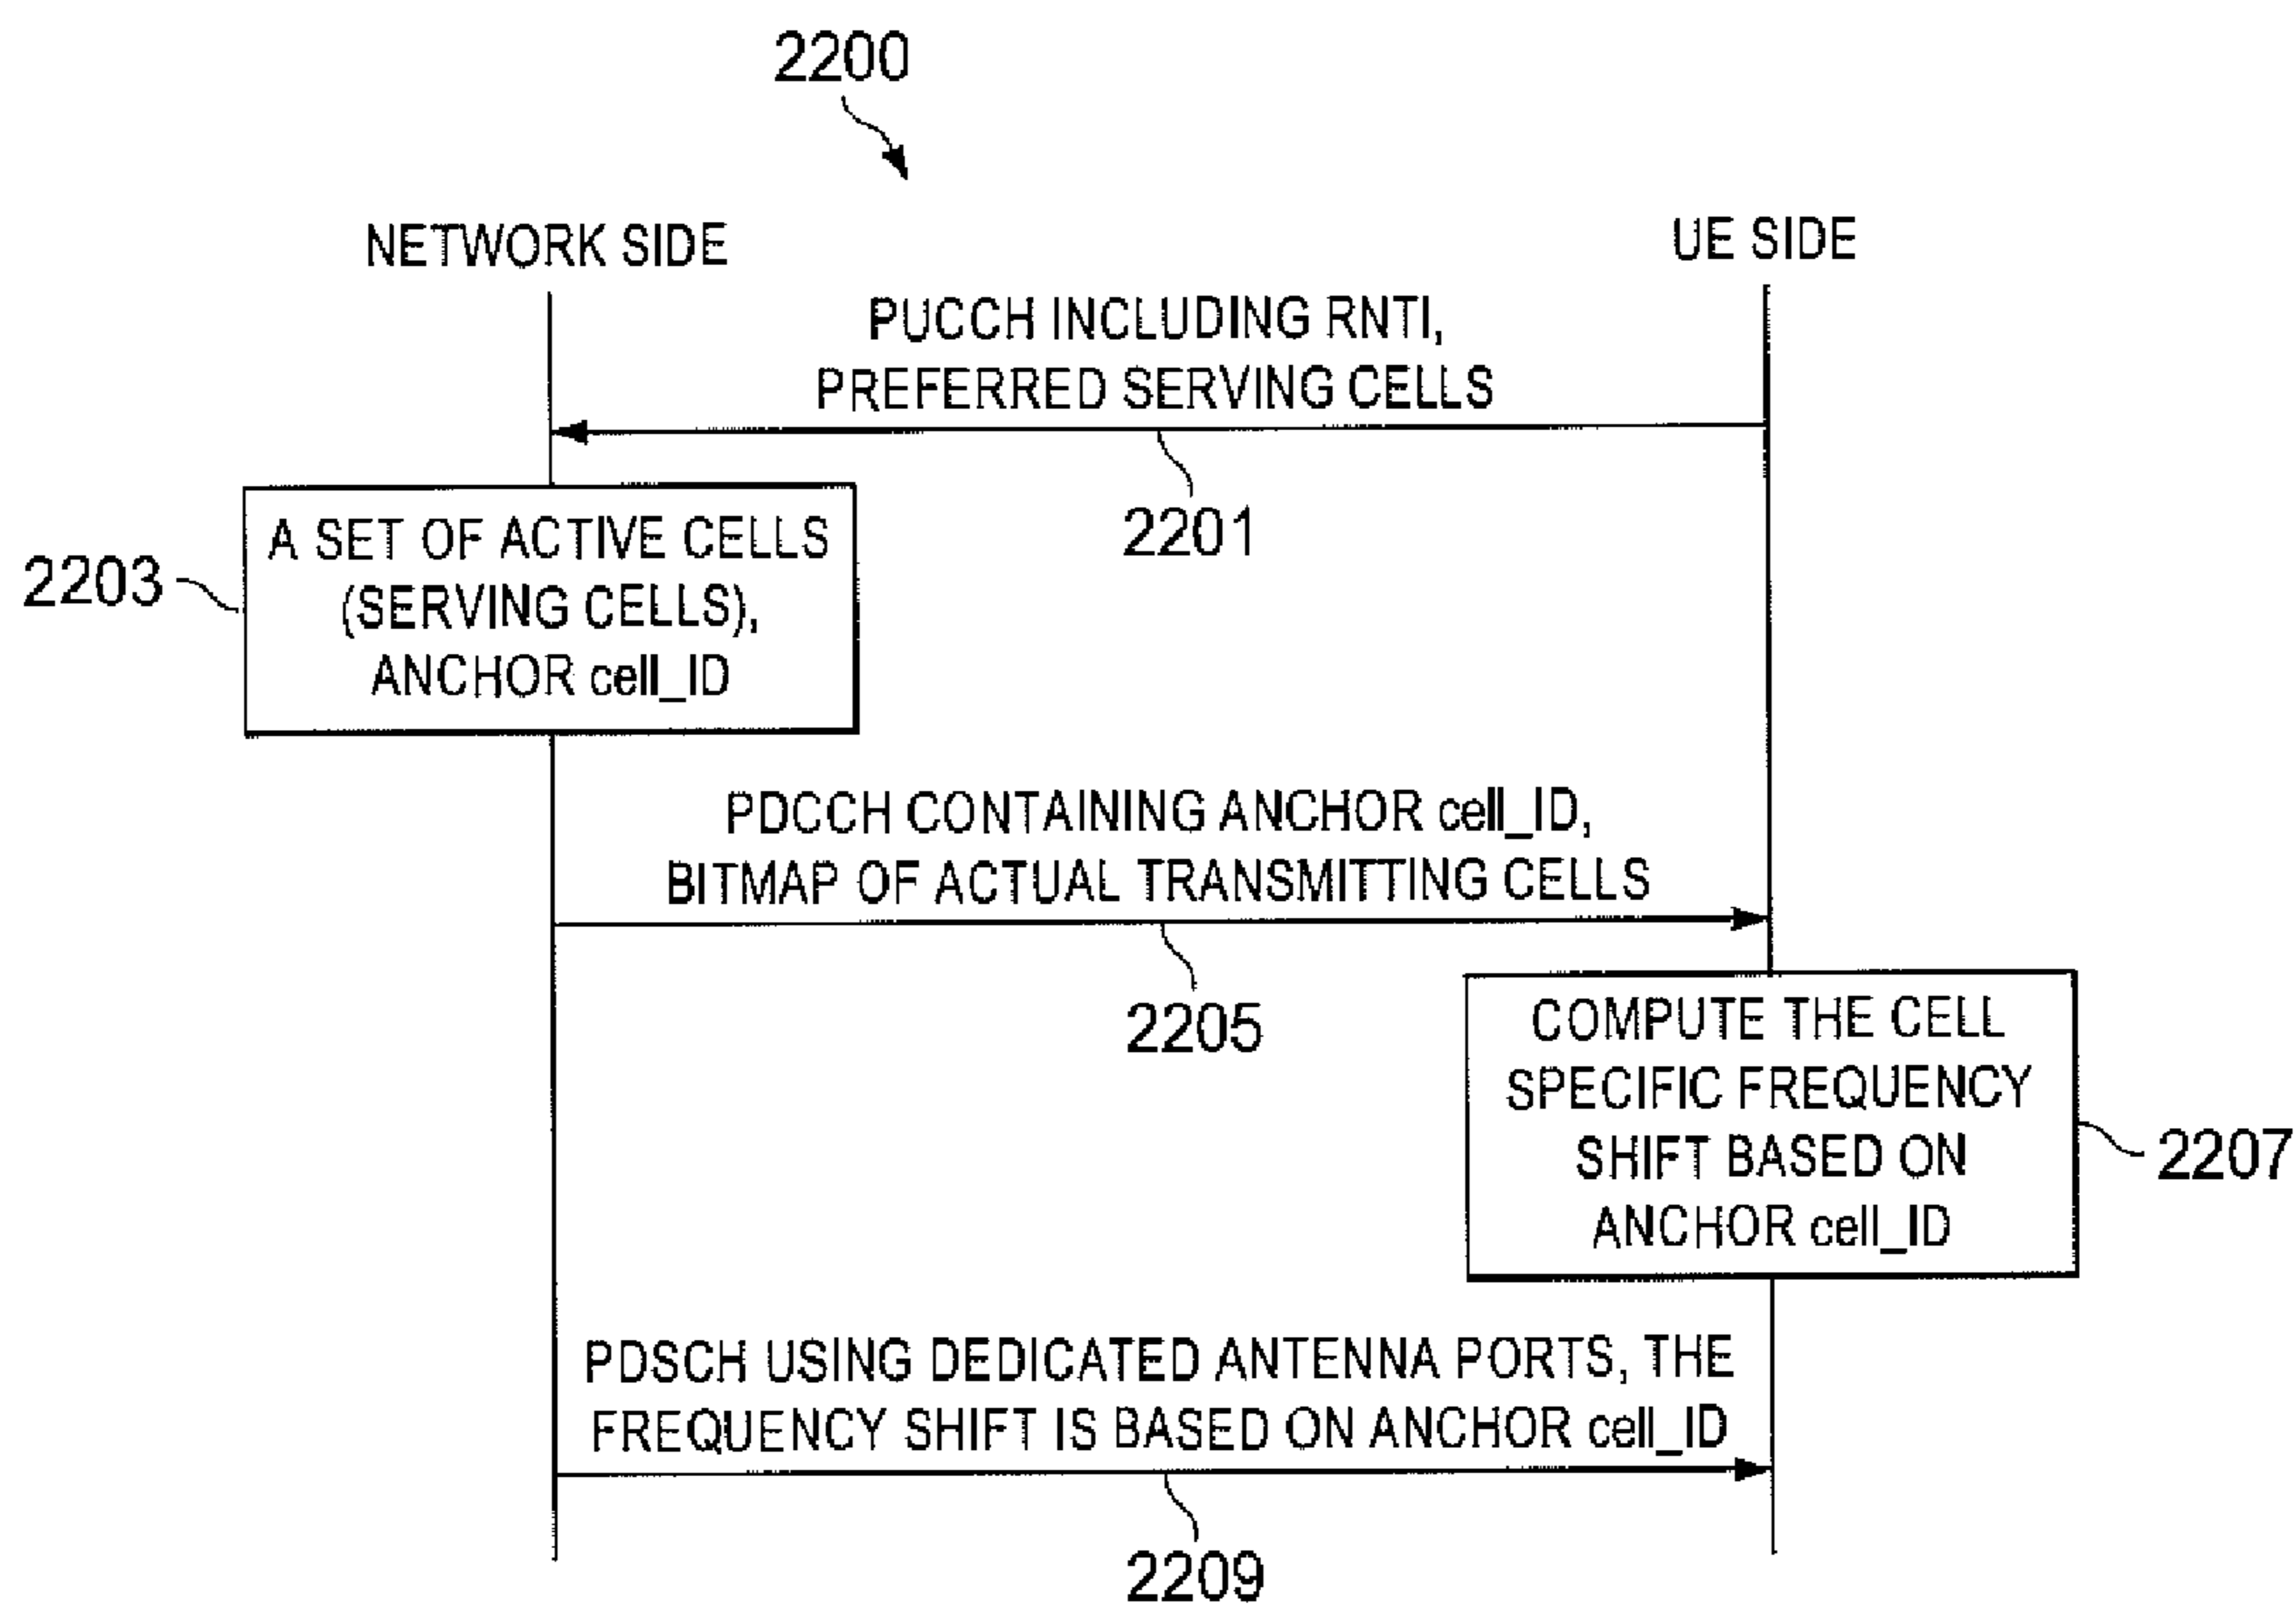 2200
NETWORK SIDE
UE SIDE
PUCCH INCLUDING RNTI,
PREFERRED SERVING CELLS
2201
A SET OF ACTIVE CELLS
(SERVING CELLS),
ANCHOR cell_ID
2203
PDCCH CONTAINING ANCHOR cell_ID,
BITMAP OF ACTUAL TRANSMITTING CELLS
2205
COMPUTE THE CELL
SPECIFIC FREQUENCY
SHIFT BASED ON
ANCHOR cell_ID
2207
PDSCH USING DEDICATED ANTENNA PORTS, THE
FREQUENCY SHIFT IS BASED ON ANCHOR cell_ID
2209